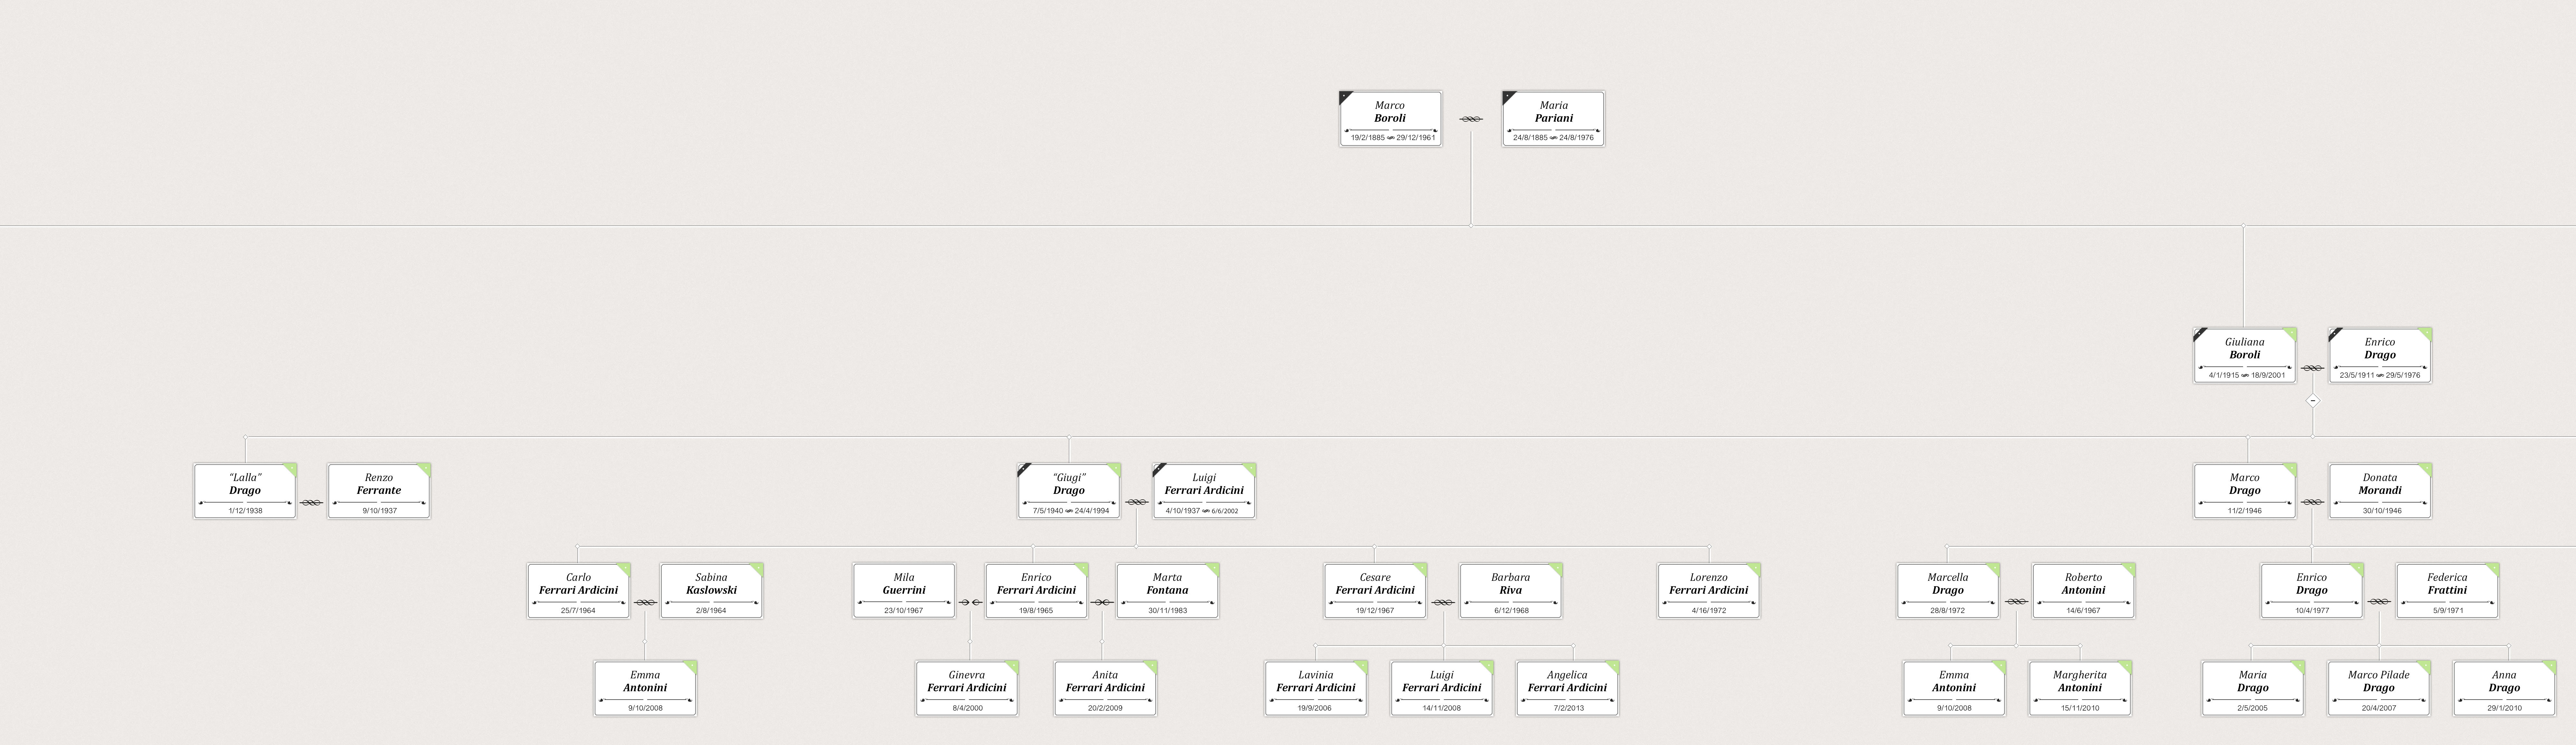 Marco
Boroli
19/2/1885 29/12/1961
Maria
Pariani
24/8/1885 24/8/1976
Giuliana
Boroli
4/1/1915 18/9/2001
Enrico
Drago
23/5/1911 29/5/1976
“Lalla”
Drago
1/12/1938
Renzo
Ferrante
9/10/1937
“Giugi”
Drago
7/5/1940 24/4/1994
Luigi
Ferrari Ardicini
4/10/1937 6/6/2002
Marco
Drago
11/2/1946
Donata
Morandi
30/10/1946
Carlo
Ferrari Ardicini
25/7/1964
Sabina
Kaslowski
2/8/1964
Mila
Guerrini
23/10/1967
Enrico
Ferrari Ardicini
19/8/1965
Marta
Fontana
30/11/1983
Cesare
Ferrari Ardicini
19/12/1967
Barbara
Riva
6/12/1968
Lorenzo
Ferrari Ardicini
4/16/1972
Marcella
Drago
28/8/1972
Roberto
Antonini
14/6/1967
Enrico
Drago
10/4/1977
Federica
Frattini
5/9/1971
Emma
Antonini
9/10/2008
Ginevra
Ferrari Ardicini
8/4/2000
Anita
Ferrari Ardicini
20/2/2009
Lavinia
Ferrari Ardicini
19/9/2006
Luigi
Ferrari Ardicini
14/11/2008
Angelica
Ferrari Ardicini
7/2/2013
Emma
Antonini
9/10/2008
Margherita
Antonini
15/11/2010
Maria
Drago
2/5/2005
Marco Pilade
Drago
20/4/2007
Anna
Drago
29/1/2010